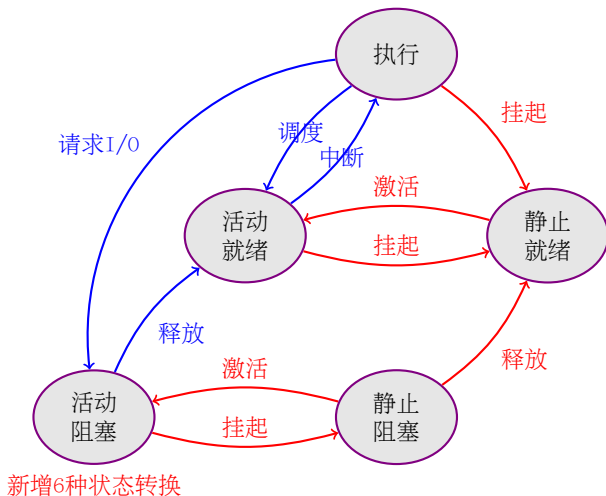 执行
请求I/O
调度
中断
挂起
活动
就绪
激活
挂起
静止
就绪
释放
释放
活动
阻塞
激活
挂起
静止
阻塞
新增6种状态转换